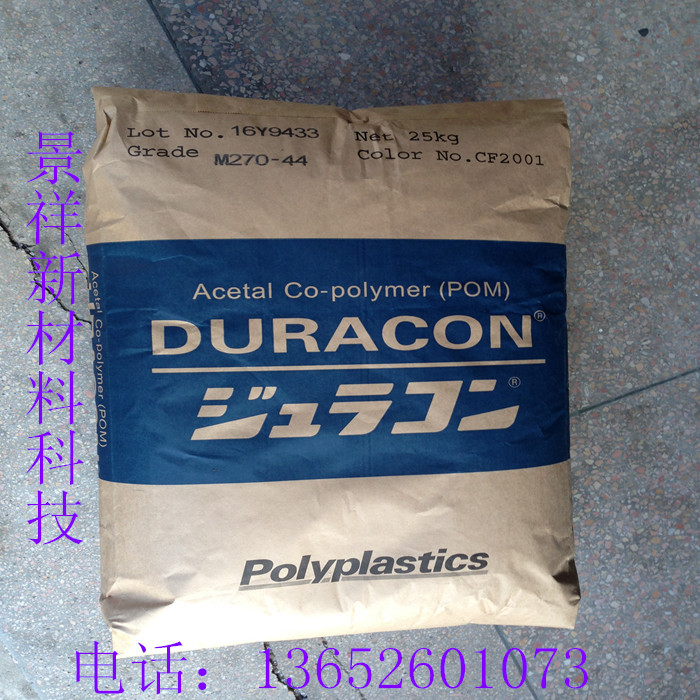 Lot No. 16Y9433 Net 25kg
Grade M270-44 Color No. CF2001
Acetal Co-polymer (POM)
DURACON®
ジュラコン®
Polyplastics
Acetal Co-polymer (POM)
景祥新材料科技
电话：13652601073